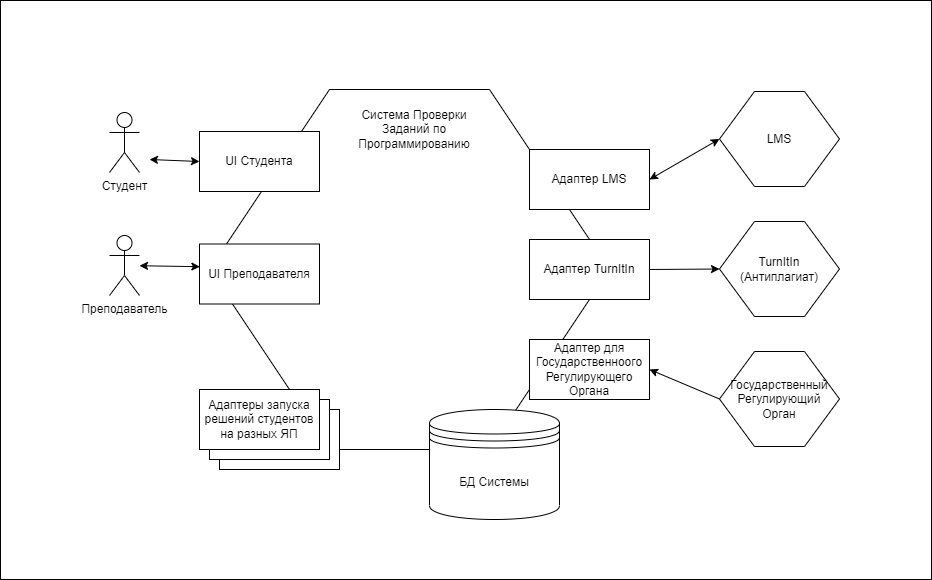 Система Проверки
Заданий по
Программированию
Студент
UI Студента
Адаптер LMS
LMS
Преподаватель
UI Преподавателя
Адаптер TurnItIn
TurnItIn
(Антиплагиат)
Адаптер для
Государственноого
Регулирующего
Органа
Государственный
Регулирующий
Орган
Адаптеры запуска
решений студентов
на разных ЯП
БД Системы